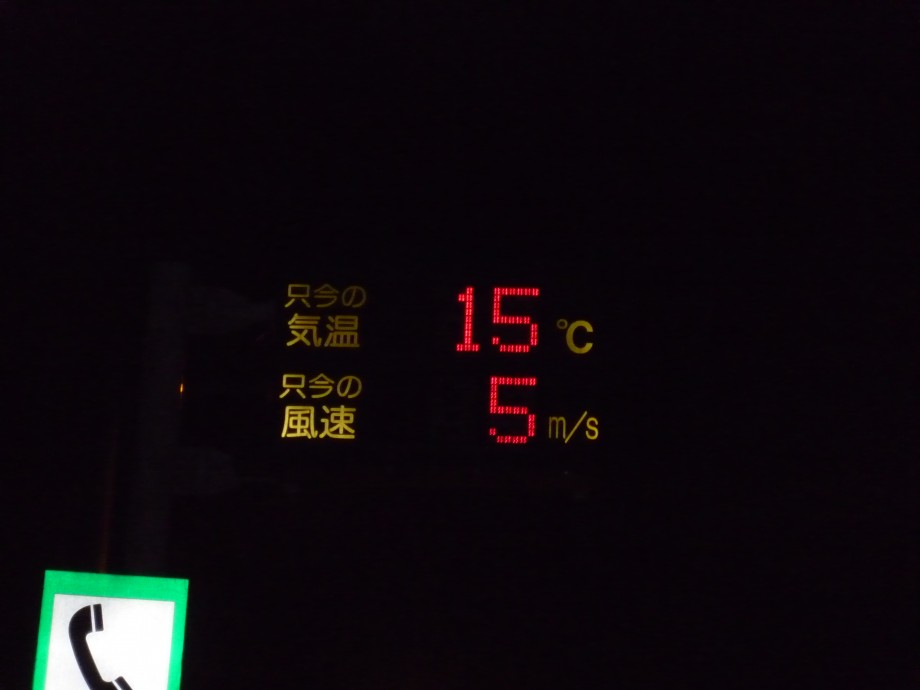 只今の
気温 15 ℃
只今の
風速 5 m/s